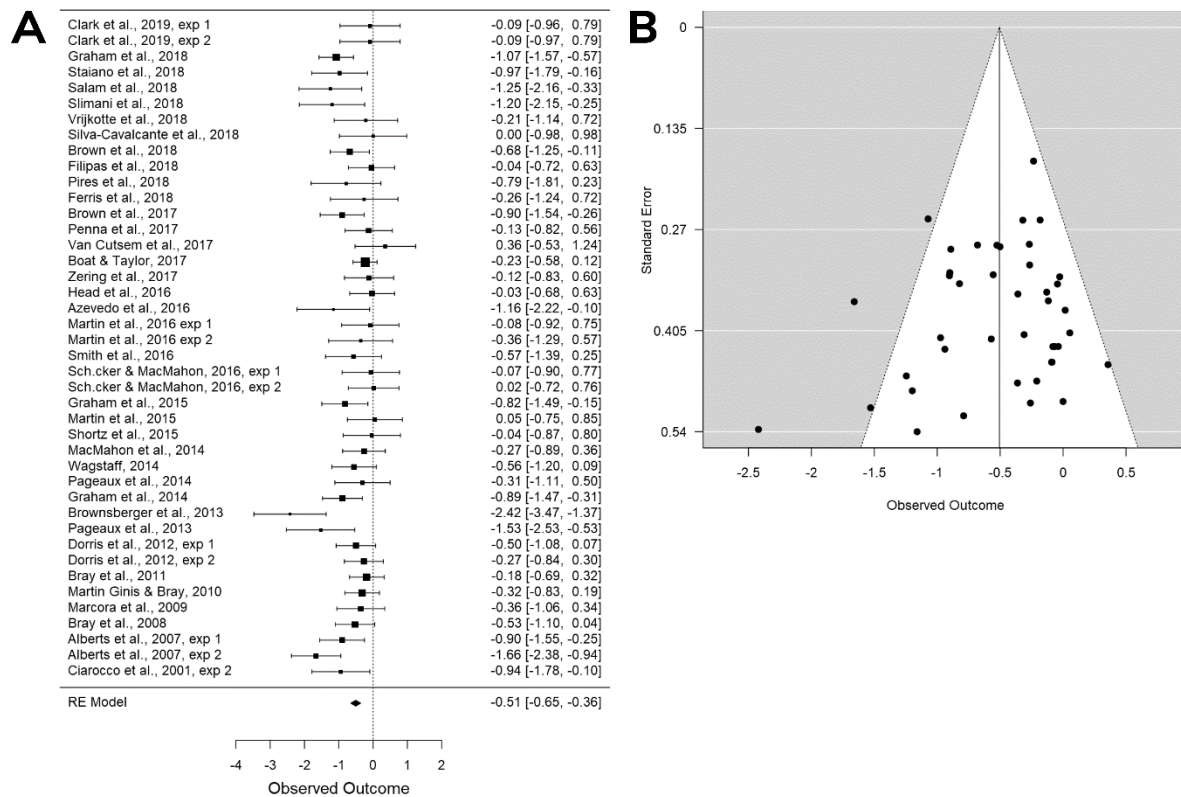 A
Clark et al., 2019, exp 1 -0.09 [-0.96, 0.79]
Clark et al., 2019, exp 2 -0.09 [-0.97, 0.79]
Graham et al., 2018 -1.07 [-1.57, -0.57]
Staiano et al., 2018 -0.97 [-1.79, -0.16]
Salam et al., 2018 -1.25 [-2.16, -0.33]
Slimani et al., 2018 -1.20 [-2.15, -0.25]
Vrijkotte et al., 2018 -0.21 [-1.14, 0.72]
Silva-Cavalcante et al., 2018 0.00 [-0.98, 0.98]
Brown et al., 2018 -0.68 [-1.25, -0.11]
Filipas et al., 2018 -0.04 [-0.72, 0.63]
Pires et al., 2018 -0.79 [-1.81, 0.23]
Ferris et al., 2018 -0.26 [-1.24, 0.72]
Brown et al., 2017 -0.90 [-1.54, -0.26]
Penna et al., 2017 -0.13 [-0.82, 0.56]
Van Cutsem et al., 2017 0.36 [-0.53, 1.24]
Boat & Taylor, 2017 -0.23 [-0.58, 0.12]
Zering et al., 2017 -0.12 [-0.83, 0.60]
Head et al., 2016 -0.03 [-0.68, 0.63]
Azevedo et al., 2016 -1.16 [-2.22, -0.10]
Martin et al., 2016 exp 1 -0.08 [-0.92, 0.75]
Martin et al., 2016 exp 2 -0.36 [-1.29, 0.57]
Smith et al., 2016 -0.57 [-1.39, 0.25]
Sch.cker & MacMahon, 2016, exp 1 -0.07 [-0.90, 0.77]
Sch.cker & MacMahon, 2016, exp 2 0.02 [-0.72, 0.76]
Graham et al., 2015 -0.82 [-1.49, -0.15]
Martin et al., 2015 0.05 [-0.75, 0.85]
Shortz et al., 2015 -0.04 [-0.87, 0.80]
MacMahon et al., 2014 -0.27 [-0.89, 0.36]
Wagstaff, 2014 -0.56 [-1.20, 0.09]
Pageaux et al., 2014 -0.31 [-1.11, 0.50]
Graham et al., 2014 -0.89 [-1.47, -0.31]
Brownsberger et al., 2013 -2.42 [-3.47, -1.37]
Pageaux et al., 2013 -1.53 [-2.53, -0.53]
Dorris et al., 2012, exp 1 -0.50 [-1.08, 0.07]
Dorris et al., 2012, exp 2 -0.27 [-0.84, 0.30]
Bray et al., 2011 -0.18 [-0.69, 0.32]
Martin Ginis & Bray, 2010 -0.32 [-0.83, 0.19]
Marcora et al., 2009 -0.36 [-1.06, 0.34]
Bray et al., 2008 -0.53 [-1.10, 0.04]
Alberts et al., 2007, exp 1 -0.90 [-1.55, -0.25]
Alberts et al., 2007, exp 2 -1.66 [-2.38, -0.94]
Ciarocco et al., 2001, exp 2 -0.94 [-1.78, -0.10]
RE Model -0.51 [-0.65, -0.36]
-4 -3 -2 -1 0 1 2
Observed Outcome
B
Standard Error
0
0.135
0.27
0.405
0.54
-2.5 -2 -1.5 -1 -0.5 0 0.5
Observed Outcome